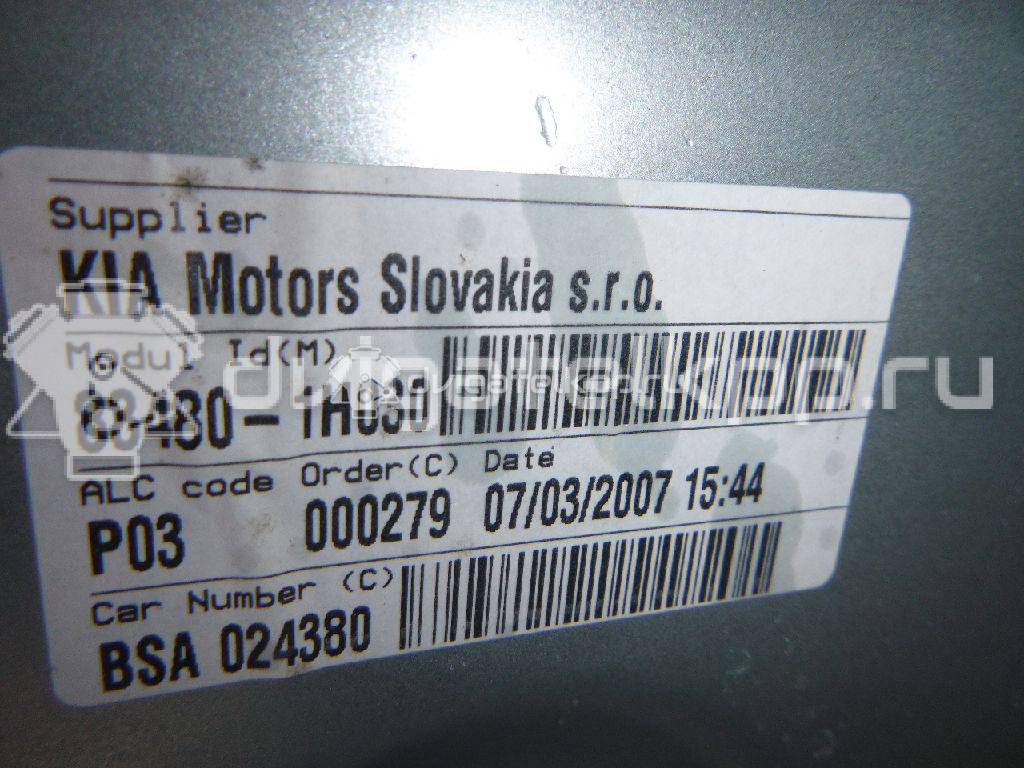 Supplier
KIA Motors Slovakia s.r.o.
Modul Id(M)
ALC code Order(C) Date
P03 000279 07/03/2007 15:44
Car Number (C)
BSA 024380